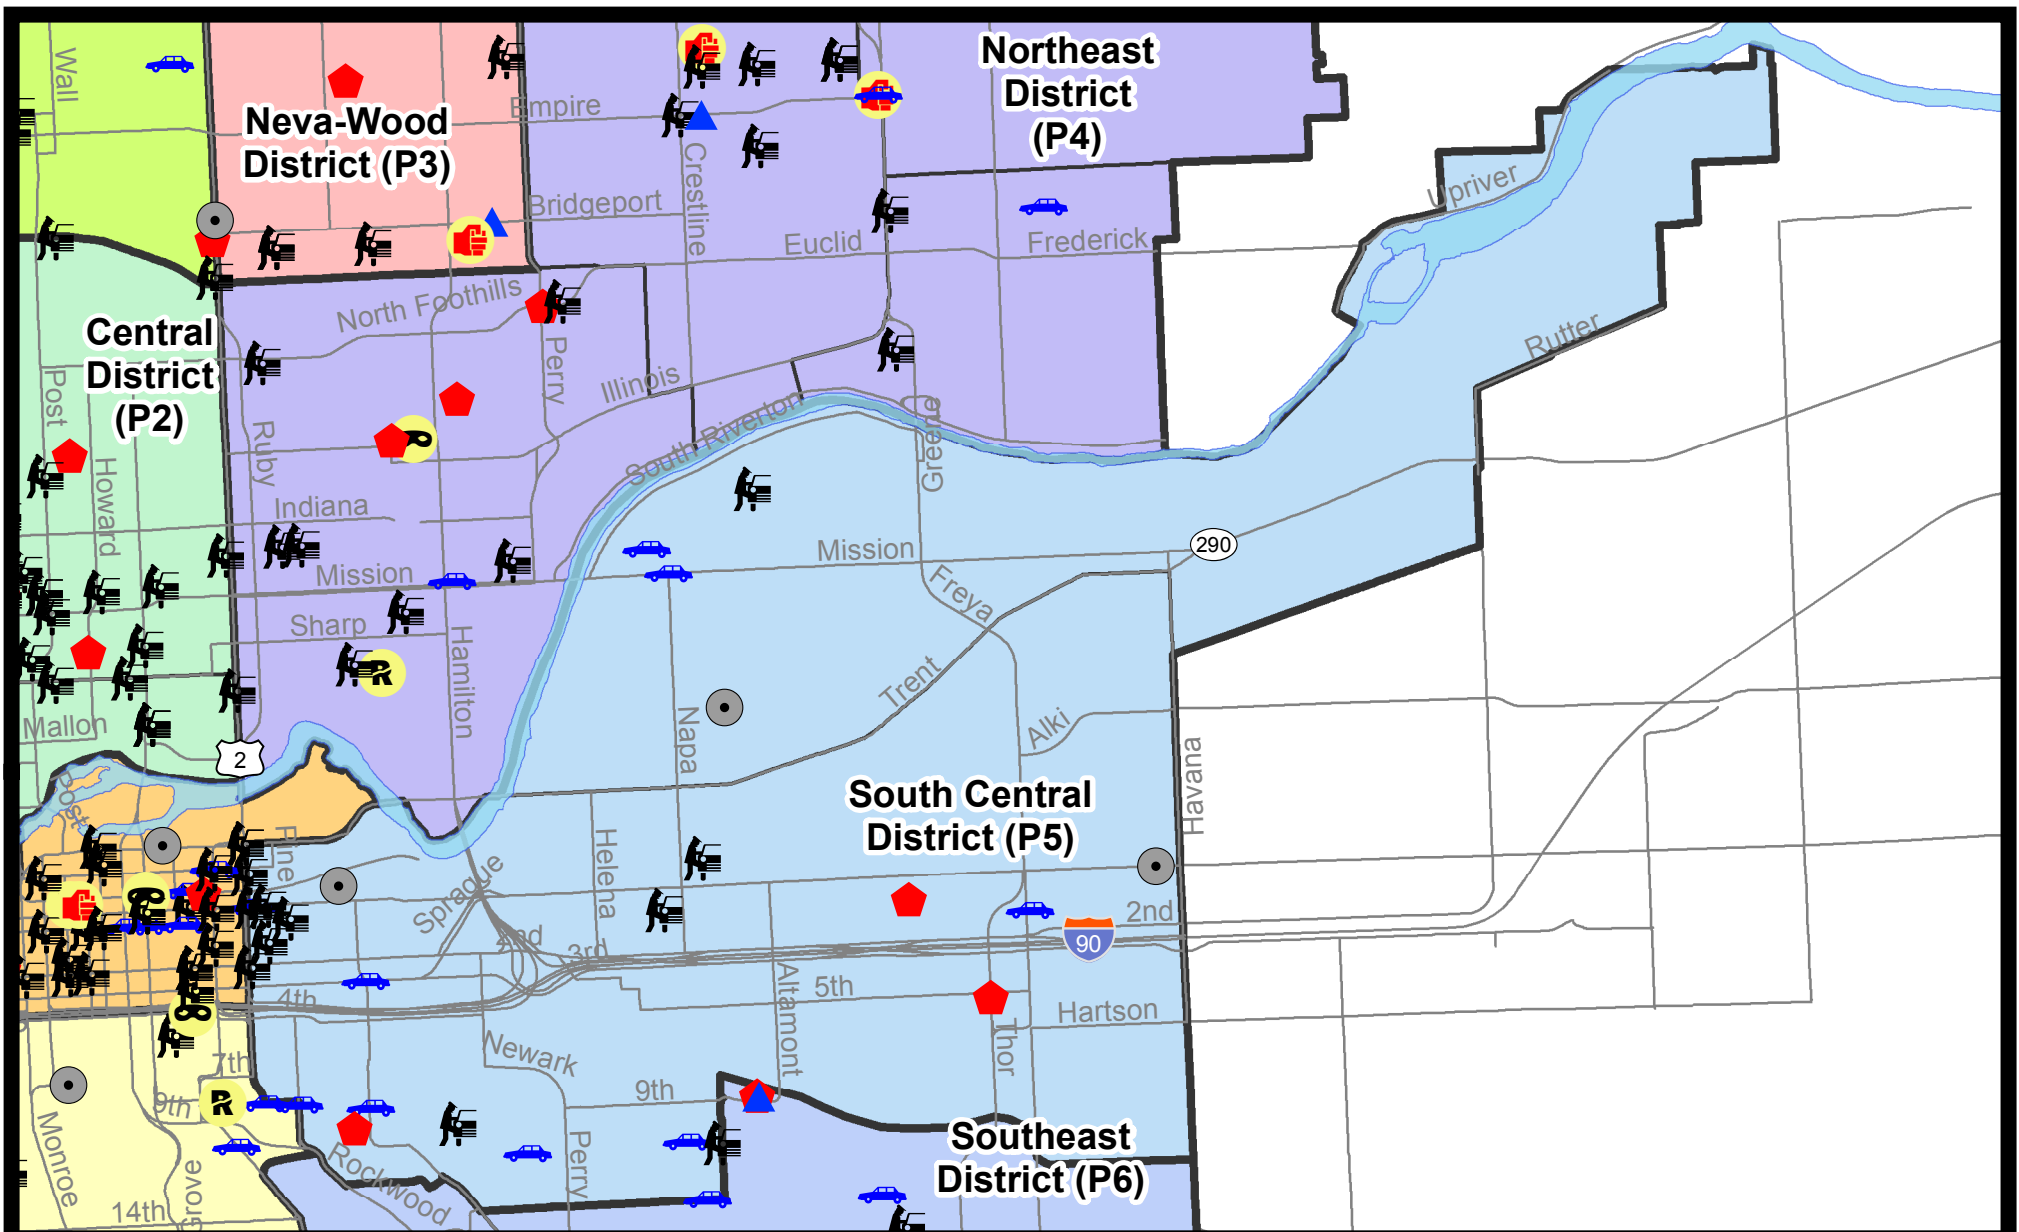 Wall
Northeast
District
(P4)
Empire
Neva-Wood
District (P3)
Crestline
Upriver
Bridgeport
Euclid
Frederick
North Foothills
Central
District
(P2)
Rutter
Perry
Illinois
Post
South Riverton
Greene
Ruby
Howard
Indiana
Mission
290
Mission
Freya
Sharp
Hamilton
Trent
Napa
Alki
Mallon
2
Havana
Post
South Central
District (P5)
Pine
Helena
Sprague
2nd
2nd
90
3rd
Altamont
5th
4th
Hartson
Thor
Newark
7th
9th
9th
Monroe
Southeast
District (P6)
Perry
Rockwood
Grove
14th
R
R